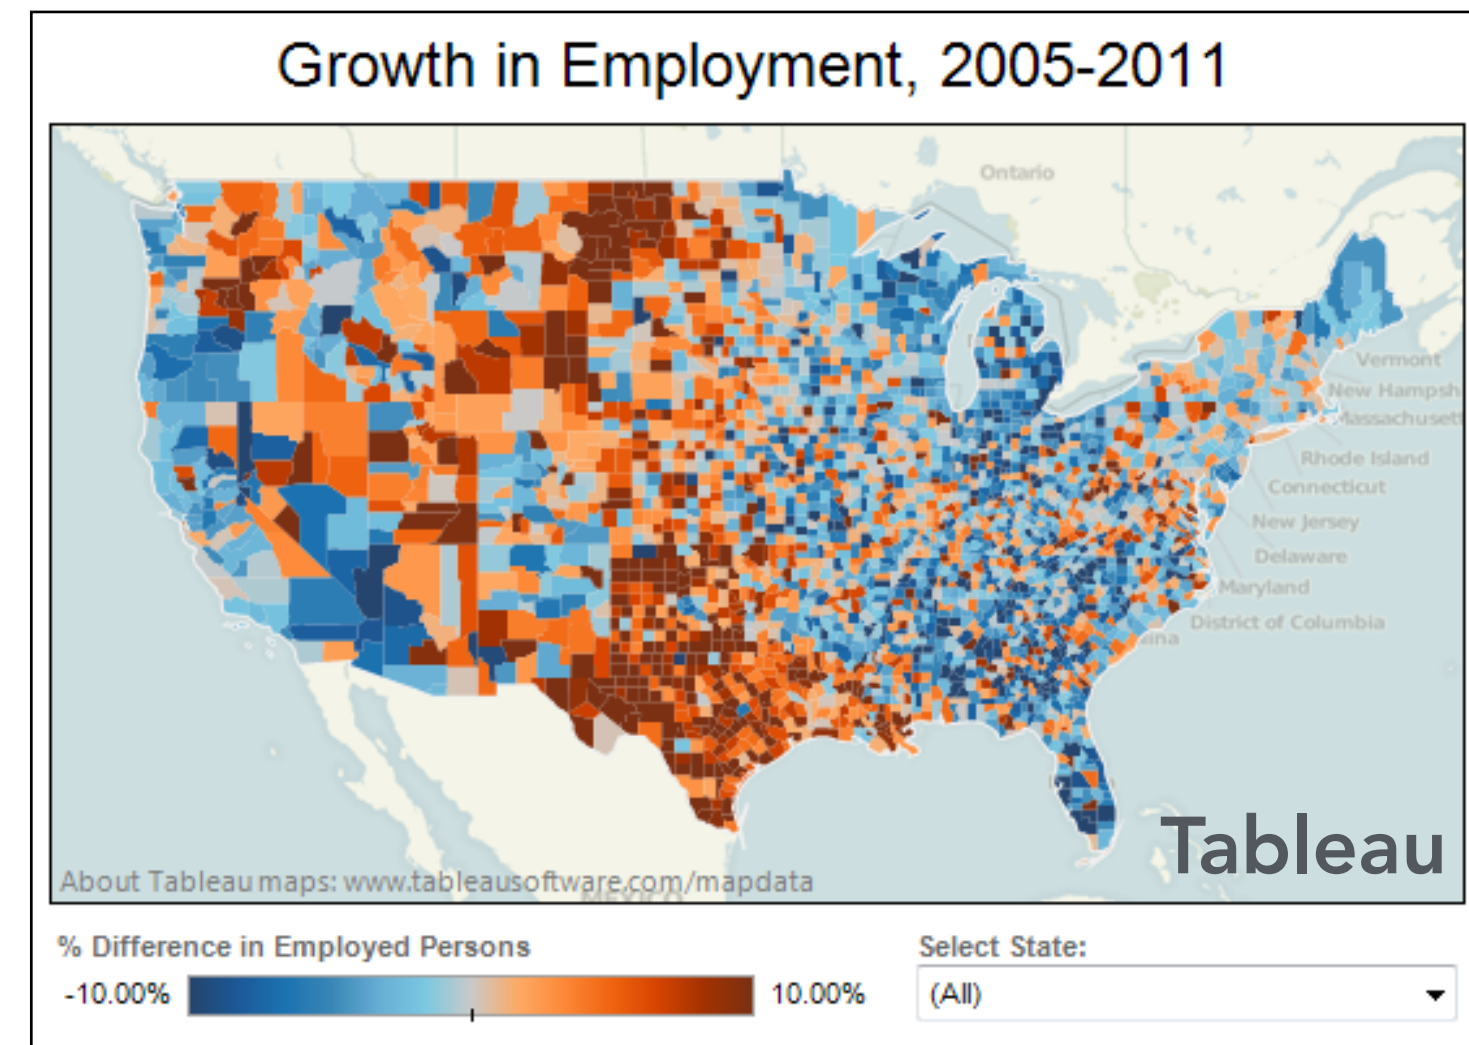 Growth in Employment, 2005-2011
Ontario
Vermont
New Hampsh
Massachusett
Rhode Island
Connecticut
New Jersey
Delaware
Maryland
District of Columbia
ina
Tableau
About Tableau maps: www.tableausoftware.com/mapdata
MEXICO
% Difference in Employed Persons
Select State:
-10.00%
10.00%
(All)